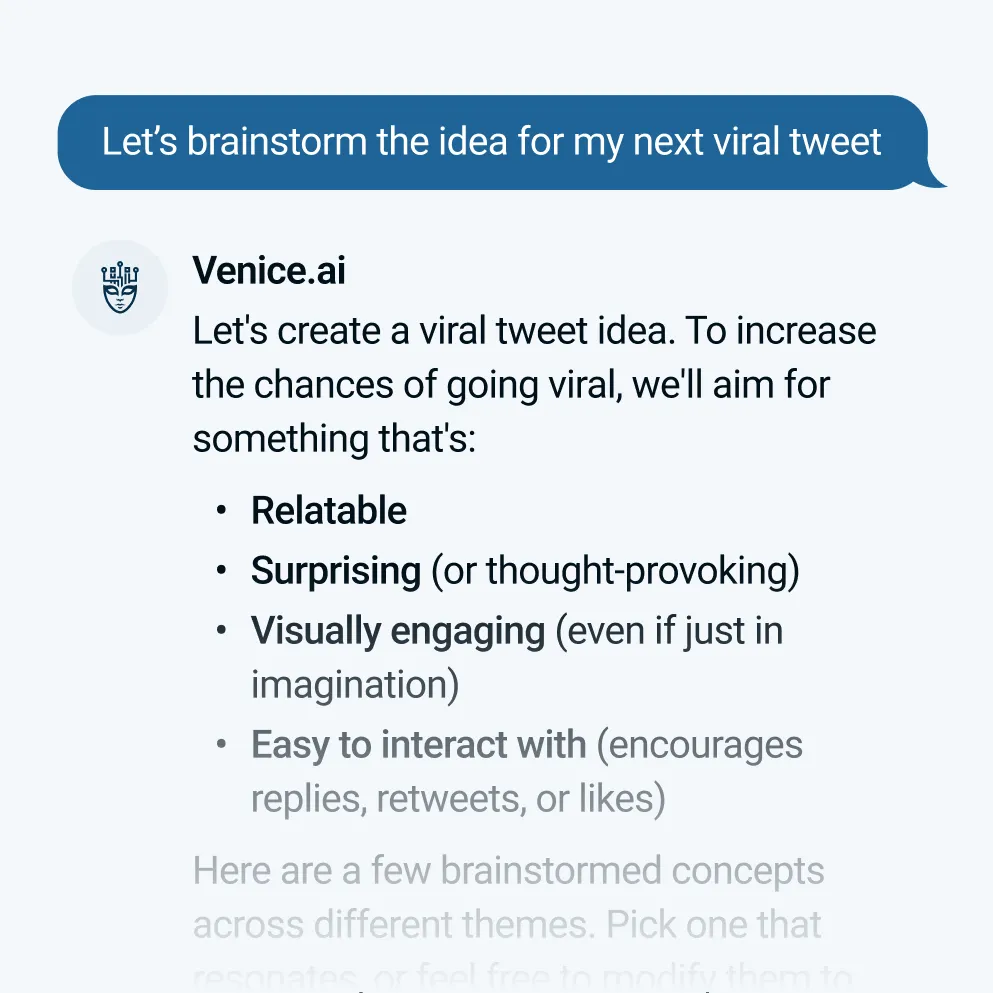 Let’s brainstorm the idea for my next viral tweet
Venice.ai
Let's create a viral tweet idea. To increase
the chances of going viral, we'll aim for
something that's:
• Relatable
• Surprising (or thought-provoking)
• Visually engaging (even if just in
imagination)
• Easy to interact with (encourages
replies, retweets, or likes)
Here are a few brainstormed concepts
across different themes. Pick one that
resonates, or feel free to modify them to